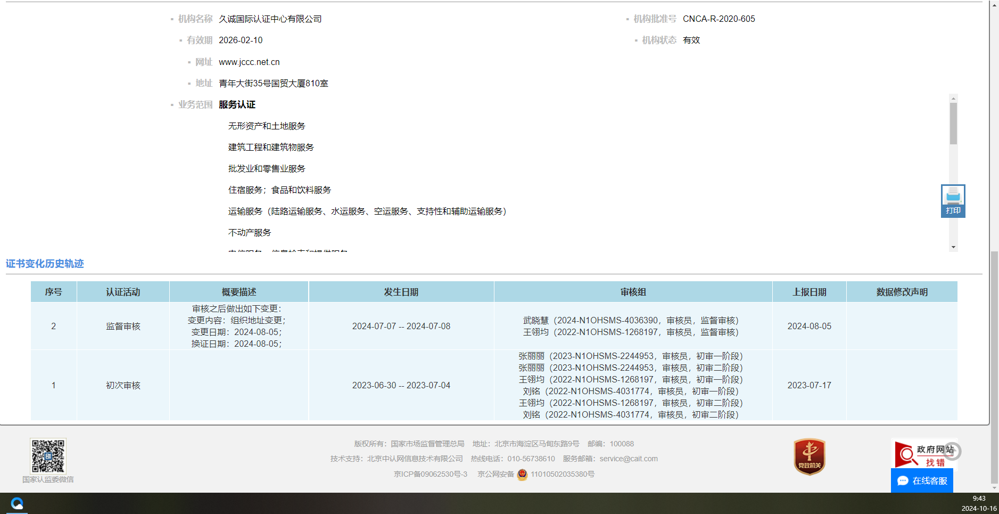 机构名称 久诚国际认证中心有限公司 机构批准号 CNCA-R-2020-605
有效期 2026-02-10 机构状态 有效
网址 www.jccc.net.cn
地址 青年大街35号国贸大厦810室
业务范围 服务认证
无形资产和土地服务
建筑工程和建筑物服务
批发业和零售业服务
住宿服务；食品和饮料服务
运输服务（陆路运输服务、水运服务、空运服务、支持性和辅助运输服务）
不动产服务
打印
证书变化历史轨迹
序号 认证活动 概要描述 发生日期 审核组 上报日期 数据修改声明
2 监督审核
审核之后做出如下变更：
变更内容：组织地址变更；
变更日期：2024-08-05；
换证日期：2024-08-05；
2024-07-07 -- 2024-07-08
武晓慧（2024-N1OHSMS-4036390，审核员，监督审核）
王翎均（2022-N1OHSMS-1268197，审核员，监督审核）
2024-08-05
1 初次审核
2023-06-30 -- 2023-07-04
张丽丽（2023-N1OHSMS-2244953，审核员，初审一阶段）
张丽丽（2023-N1OHSMS-2244953，审核员，初审二阶段）
王翎均（2022-N1OHSMS-1268197，审核员，初审一阶段）
刘铭（2022-N1OHSMS-4031774，审核员，初审一阶段）
王翎均（2022-N1OHSMS-1268197，审核员，初审二阶段）
刘铭（2022-N1OHSMS-4031774，审核员，初审二阶段）
2023-07-17
国家认监委微信
版权所有：国家市场监督管理总局 地址：北京市海淀区马甸东路9号 邮编：100088
技术支持：北京中认网信息技术有限公司 热线电话：010-56738610 服务邮箱：service@cait.com
京ICP备09062530号-3 京公网安备 11010502035380号
党政机关
政府网站
找错
在线客服
9:43
2024-10-16